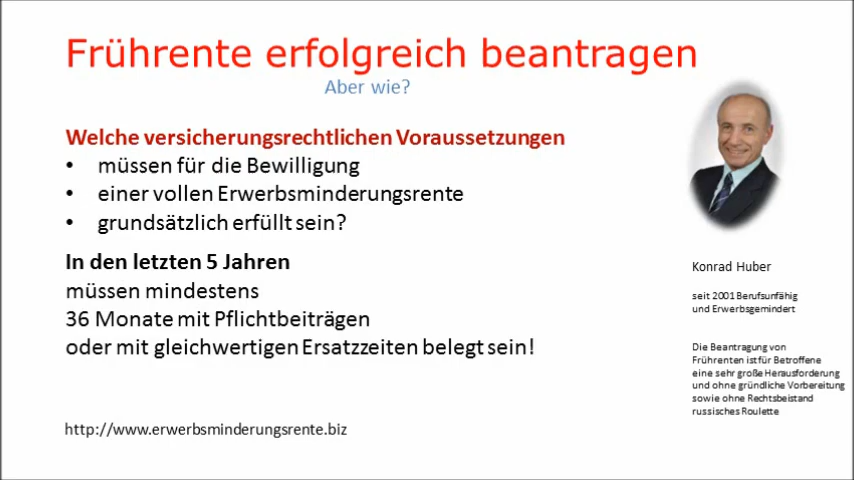 Frührente erfolgreich beantragen
Aber wie?
Welche versicherungsrechtlichen Voraussetzungen
• müssen für die Bewilligung
• einer vollen Erwerbsminderungsrente
• grundsätzlich erfüllt sein?
In den letzten 5 Jahren
müssen mindestens
36 Monate mit Pflichtbeiträgen
oder mit gleichwertigen Ersatzzeiten belegt sein!
http://www.erwerbsminderungsrente.biz
Konrad Huber
seit 2001 Berufsunfähig
und Erwerbsgemindert
Die Beantragung von
Frührenten ist für Betroffene
eine sehr große Herausforderung
und ohne gründliche Vorbereitung
sowie ohne Rechtsbeistand
russisches Roulette